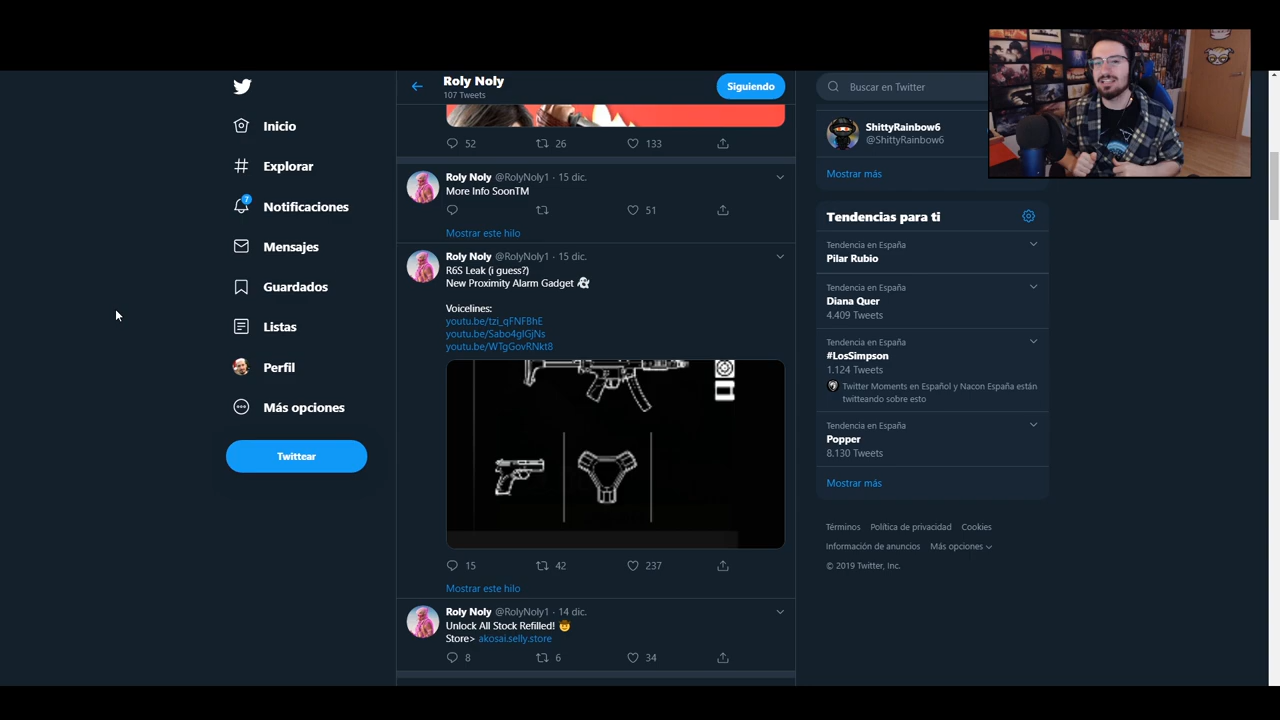 Inicio
Explorar
7
Notificaciones
Mensajes
Guardados
Listas
Perfil
Más opciones
Twittear
Roly Noly
107 Tweets
Siguiendo
52
26
133
Roly Noly @RolyNoly1 · 15 dic.
More Info SoonTM
51
Mostrar este hilo
Roly Noly @RolyNoly1 · 15 dic.
R6S Leak (i guess?)
New Proximity Alarm Gadget 👻
Voicelines:
youtu.be/tzi_qFNFBhE
youtu.be/Sabo4gIGjNs
youtu.be/WTgGovRNkt8
15
42
237
Mostrar este hilo
Roly Noly @RolyNoly1 · 14 dic.
Unlock All Stock Refilled! 🤠
Store> akosai.selly.store
8
6
34
Buscar en Twitter
ShittyRainbow6
@ShittyRainbow6
Mostrar más
Tendencias para ti
Tendencia en España
Pilar Rubio
Tendencia en España
Diana Quer
4.409 Tweets
Tendencia en España
#LosSimpson
1.124 Tweets
Twitter Moments en Español y Nacon España están
twitteando sobre esto
Tendencia en España
Popper
8.130 Tweets
Mostrar más
Términos Política de privacidad Cookies
Información de anuncios Más opciones
© 2019 Twitter, Inc.